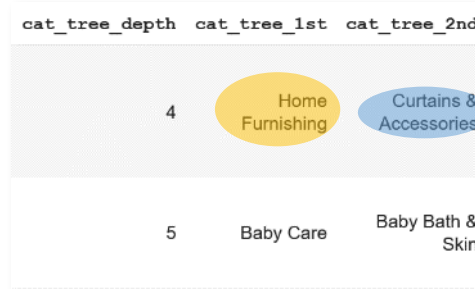 cat_tree_depth cat_tree_1st cat_tree_2nd
4 Home Furnishing Curtains & Accessories
5 Baby Care Baby Bath & Skin